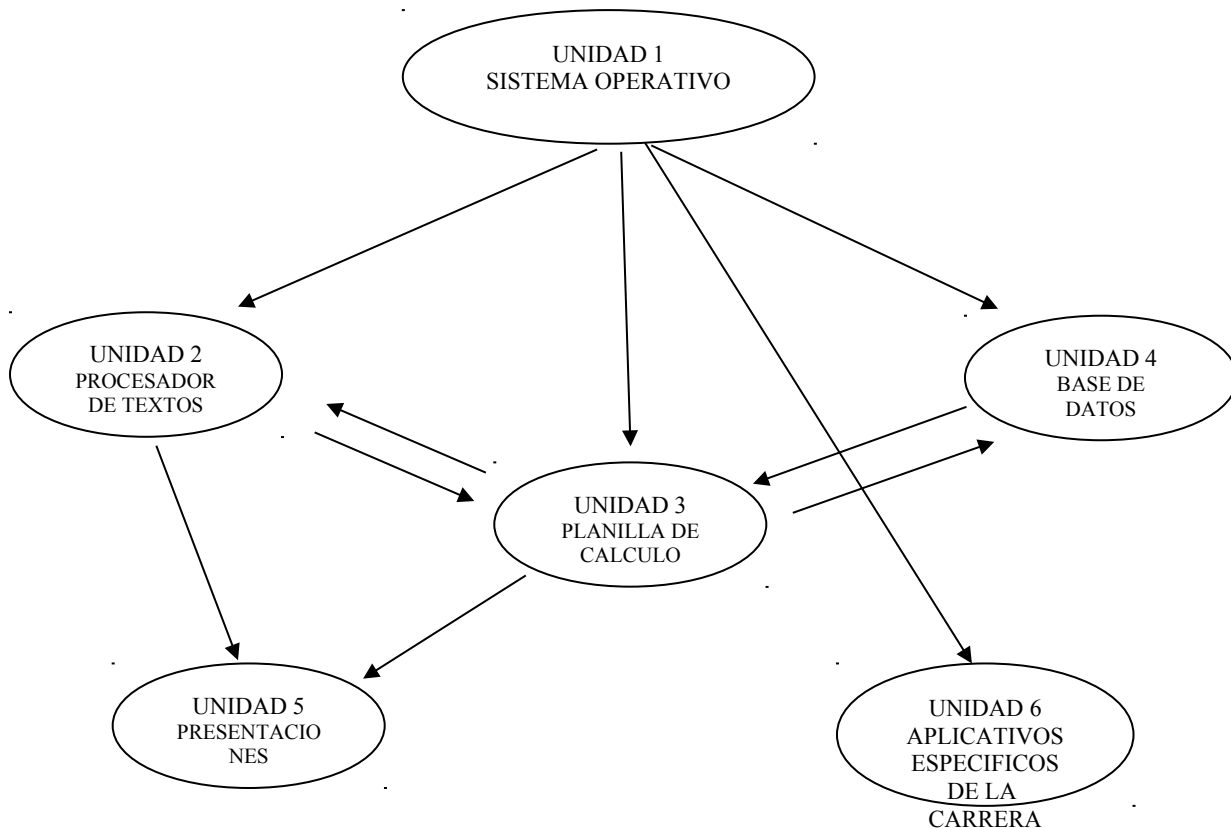 UNIDAD 1
SISTEMA OPERATIVO
UNIDAD 2
PROCESADOR
DE TEXTOS
UNIDAD 4
BASE DE
DATOS
UNIDAD 3
PLANILLA DE
CALCULO
UNIDAD 5
PRESENTACIO
NES
UNIDAD 6
APLICATIVOS
ESPECIFICOS
DE LA
CARRERA